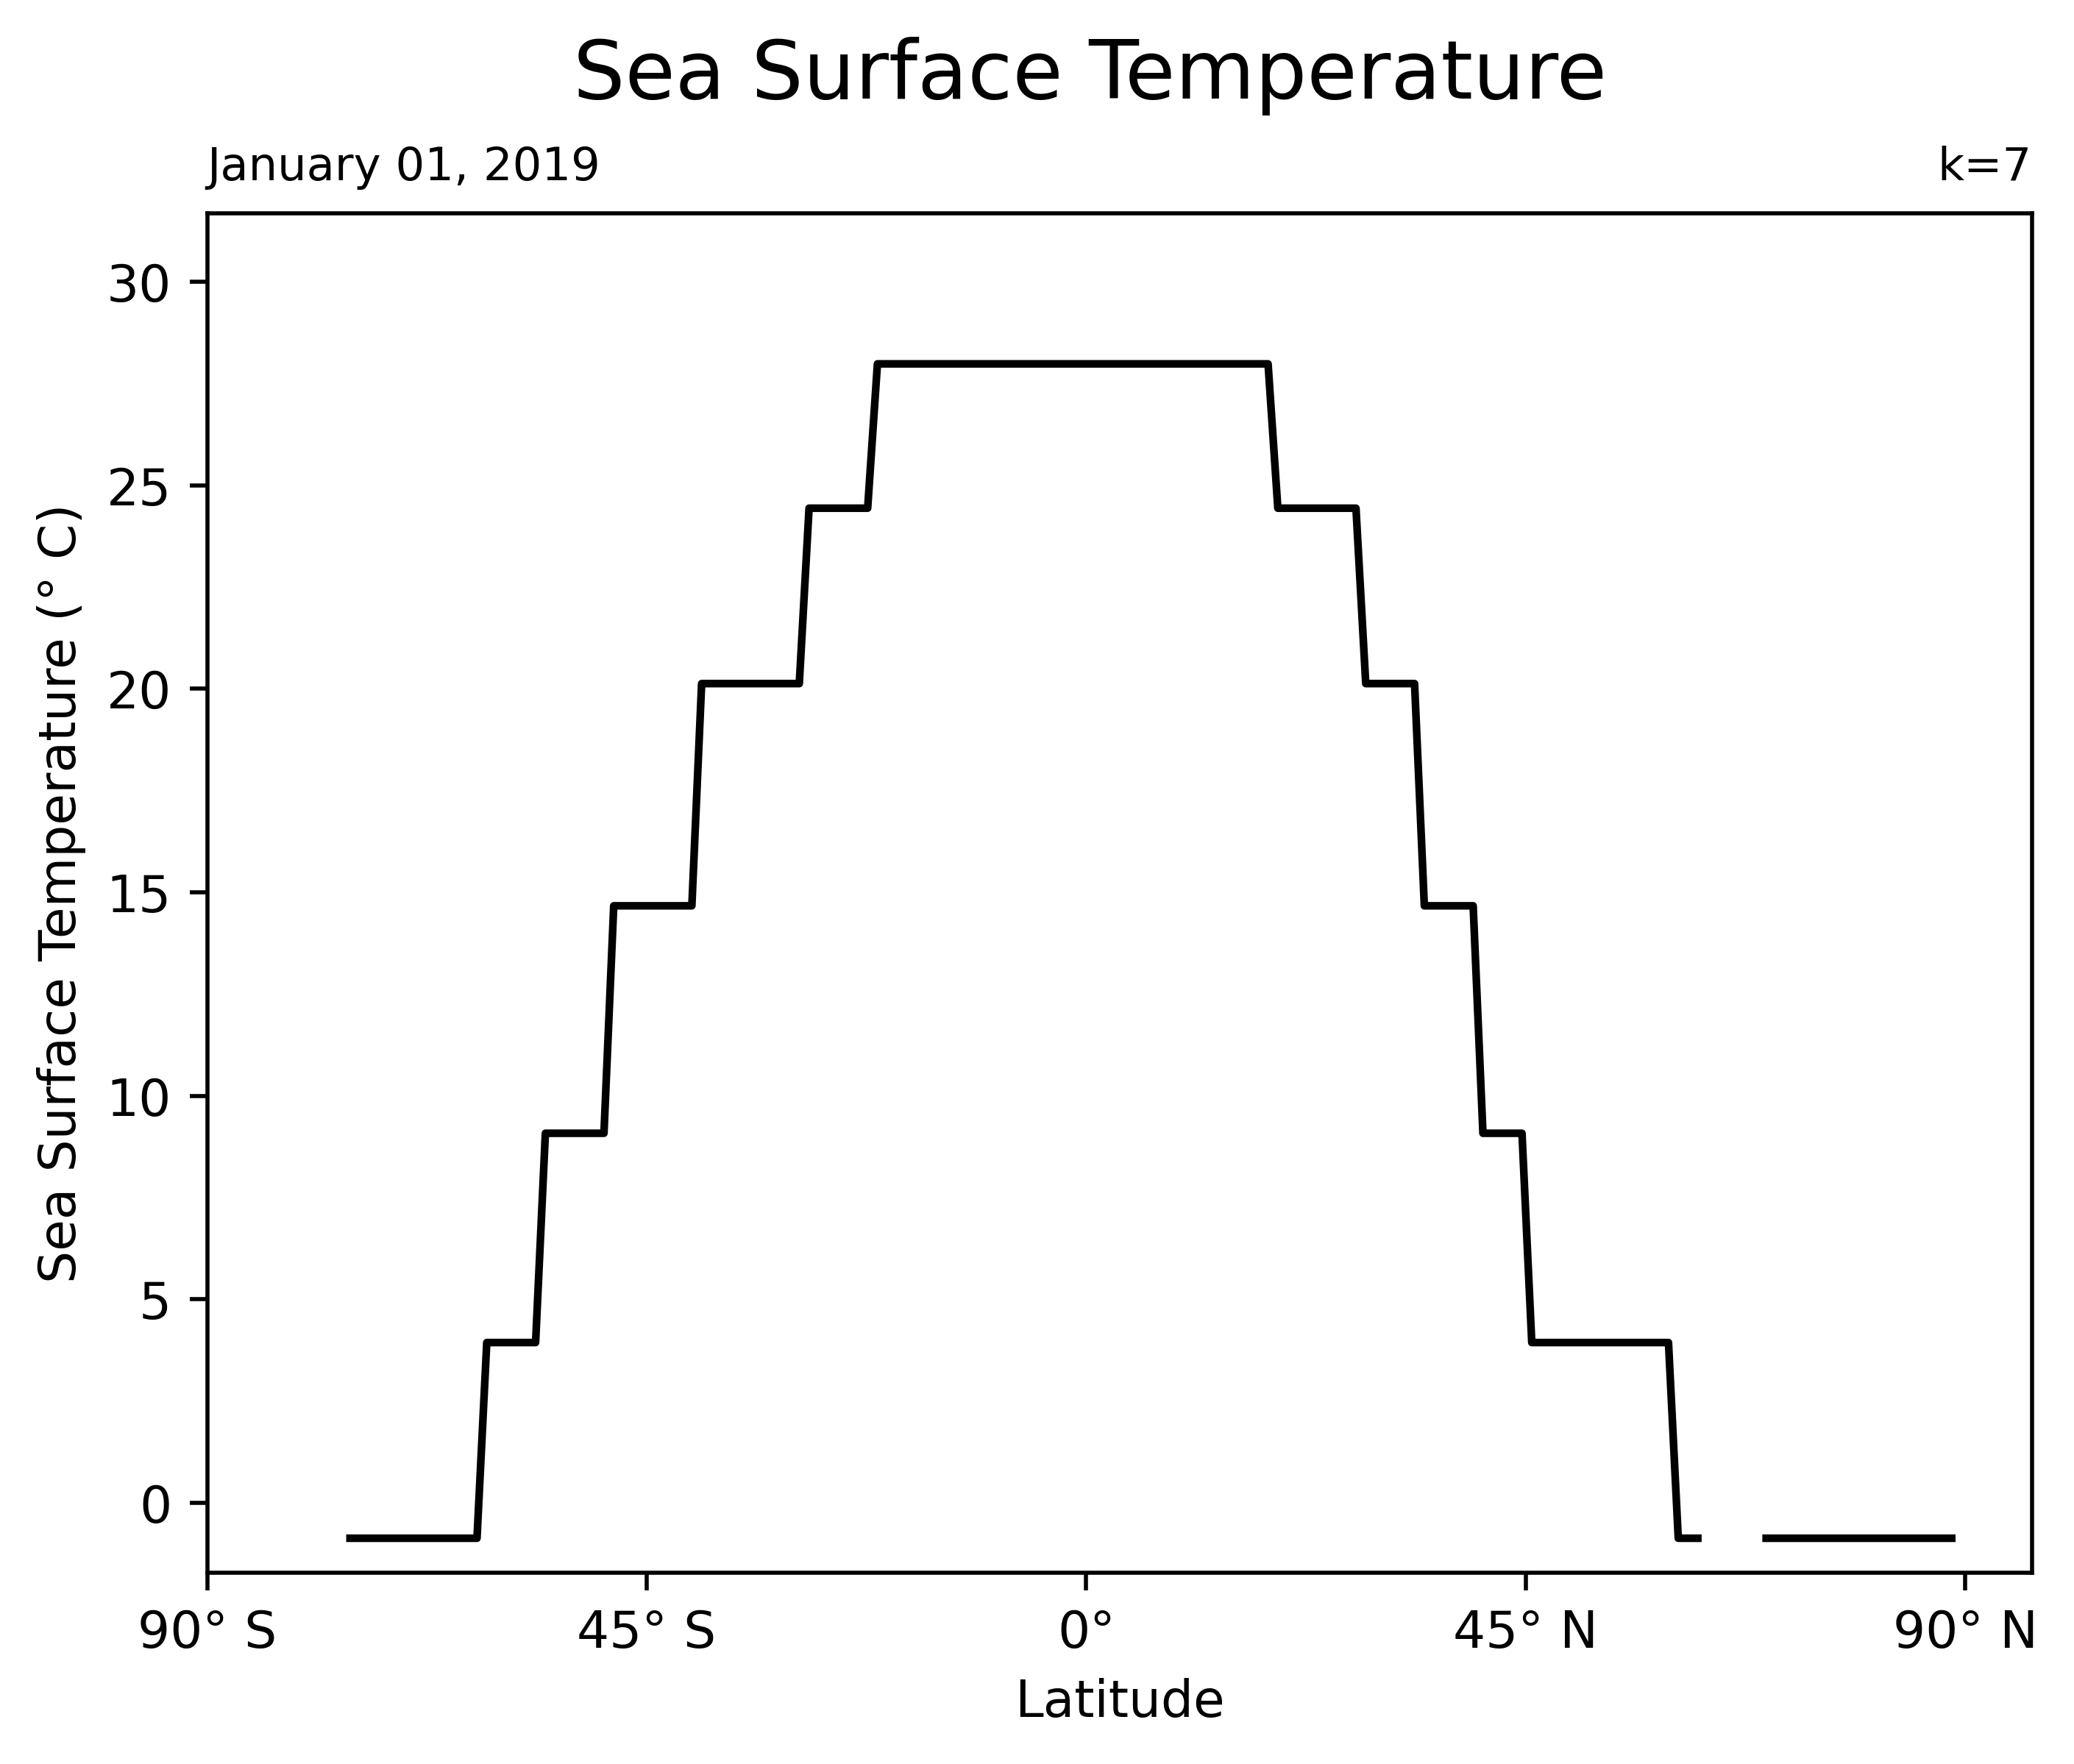 Sea Surface Temperature
January 01, 2019
k=7
30
25
20
15
10
5
0
Sea Surface Temperature (° C)
90° S
45° S
0°
45° N
90° N
Latitude